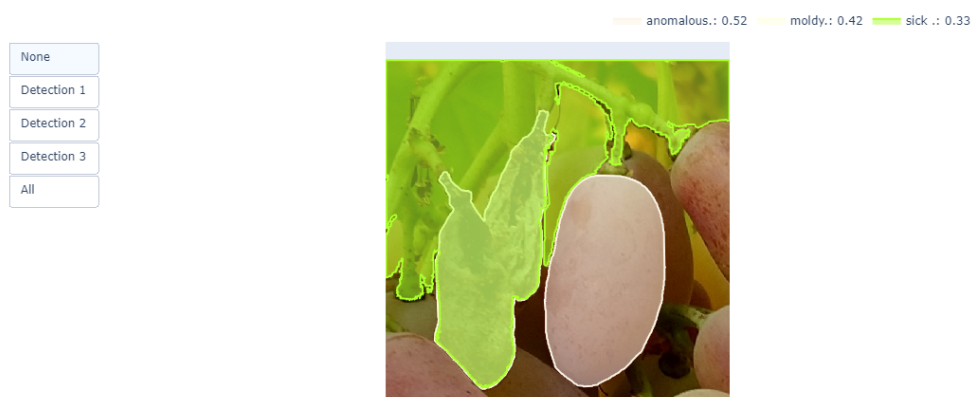 anomalous.: 0.52 moldy.: 0.42 sick .: 0.33
None
Detection 1
Detection 2
Detection 3
All